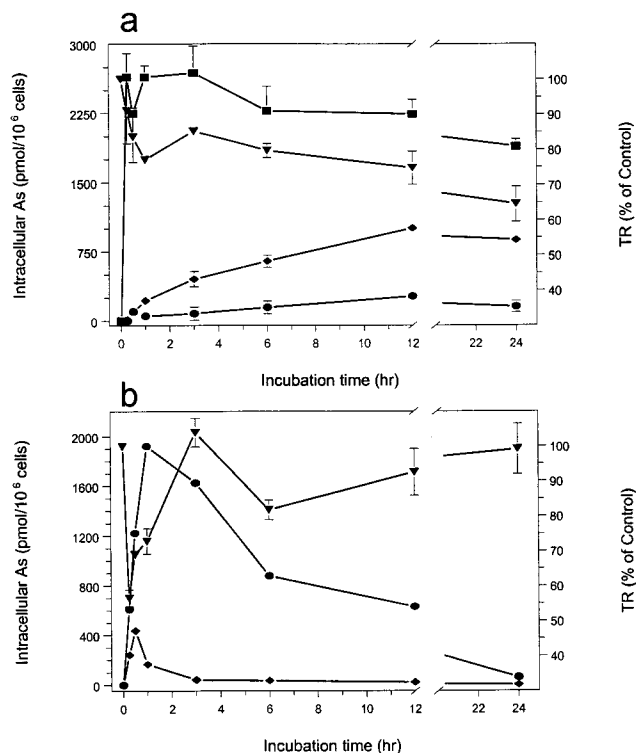 a
3000
2250
1500
750
0
Intracellular As (pmol/10⁶ cells)
100
90
80
70
60
50
40
TR (% of Control)
0 2 4 6 8 10 12 22 24
Incubation time (hr)
b
2000
1600
1200
800
400
0
Intracellular As (pmol/10⁶ cells)
100
90
80
70
60
50
40
TR (% of Control)
0 2 4 6 8 10 12 22 24
Incubation time (hr)